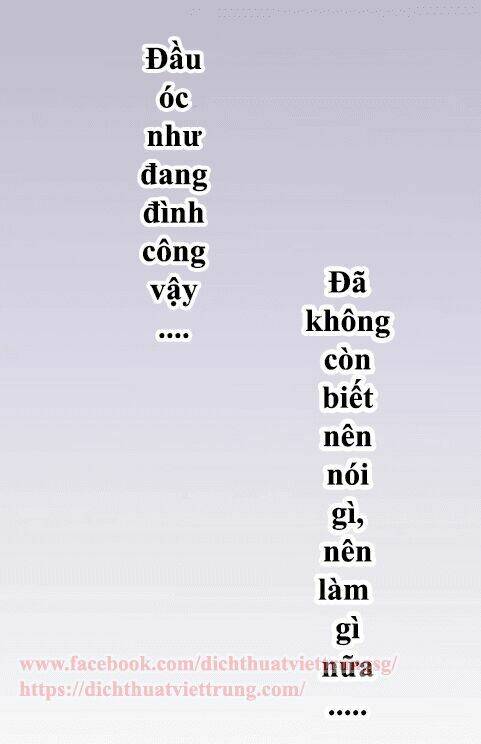 Đầu
óc
như
đang
đình
công
vậy
....
Đã
không
còn
biết
nên
nói
gì,
nên
làm
gì
nữa
.....
www.facebook.com/dichthuatviettrungsg/
https://dichthuatviettrung.com/